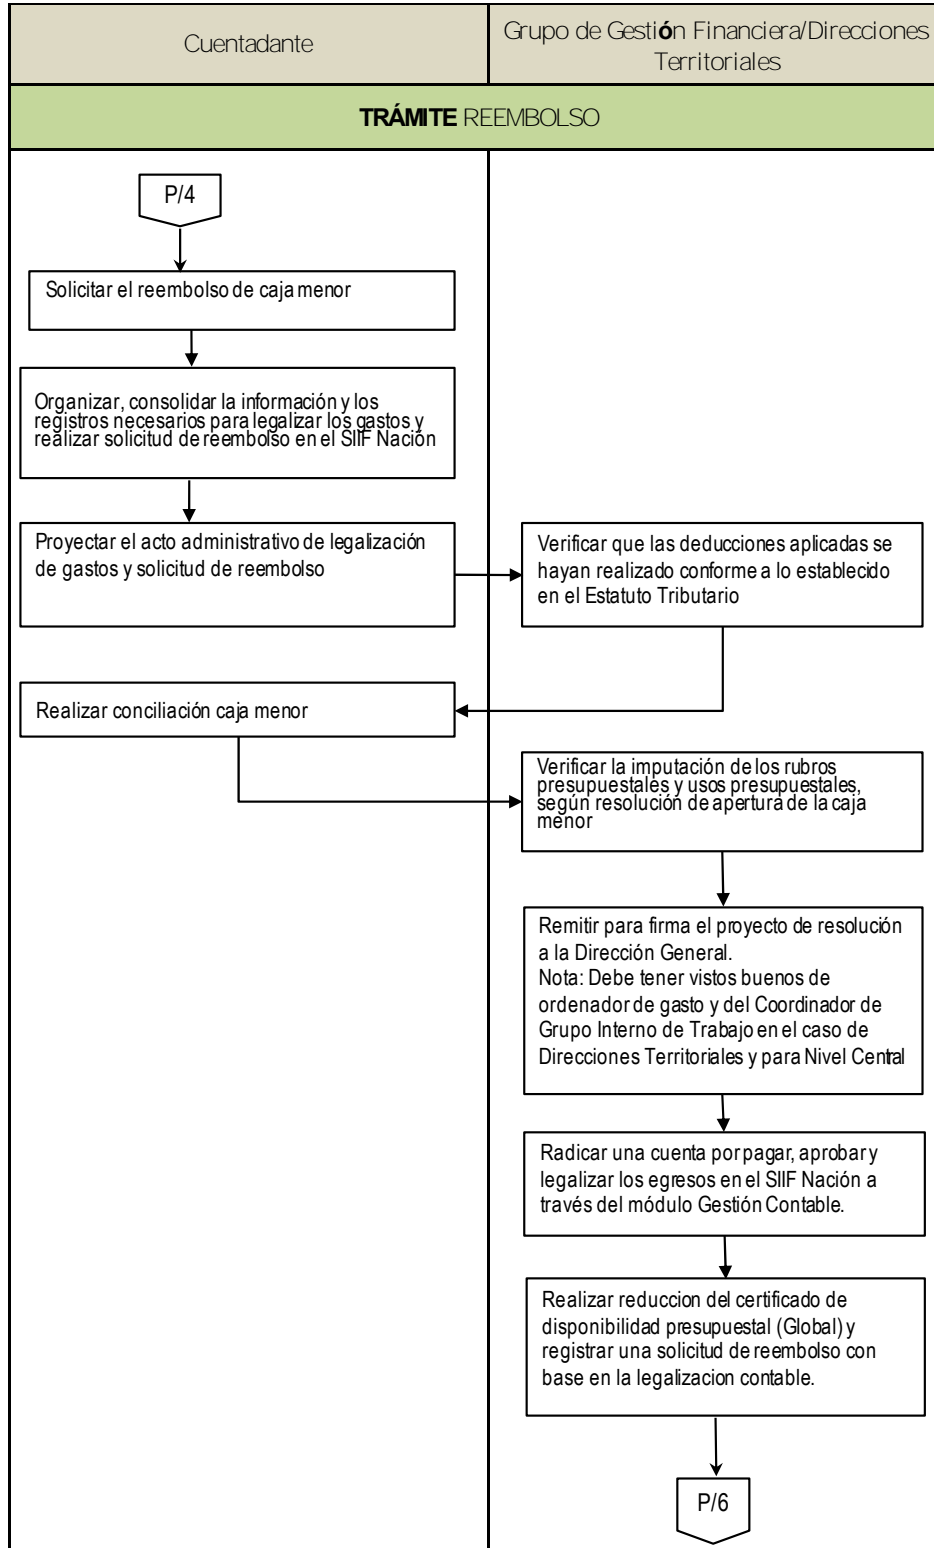 Cuentadante
Grupo de Gestión Financiera/Direcciones
Territoriales
TRÁMITE REEMBOLSO
P/4
Solicitar el reembolso de caja menor
Organizar, consolidar la información y los
registros necesarios para legalizar los gastos y
realizar solicitud de reembolso en el SIIF Nación
Proyectar el acto administrativo de legalización
de gastos y solicitud de reembolso
Verificar que las deducciones aplicadas se
hayan realizado conforme a lo establecido
en el Estatuto Tributario
Realizar conciliación caja menor
Verificar la imputación de los rubros
presupuestales y usos presupuestales,
según resolución de apertura de la caja
menor
Remitir para firma el proyecto de resolución
a la Dirección General.
Nota: Debe tener vistos buenos de
ordenador de gasto y del Coordinador de
Grupo Interno de Trabajo en el caso de
Direcciones Territoriales y para Nivel Central
Radicar una cuenta por pagar, aprobar y
legalizar los egresos en el SIIF Nación a
través del módulo Gestión Contable.
Realizar reduccion del certificado de
disponibilidad presupuestal (Global) y
registrar una solicitud de reembolso con
base en la legalizacion contable.
P/6